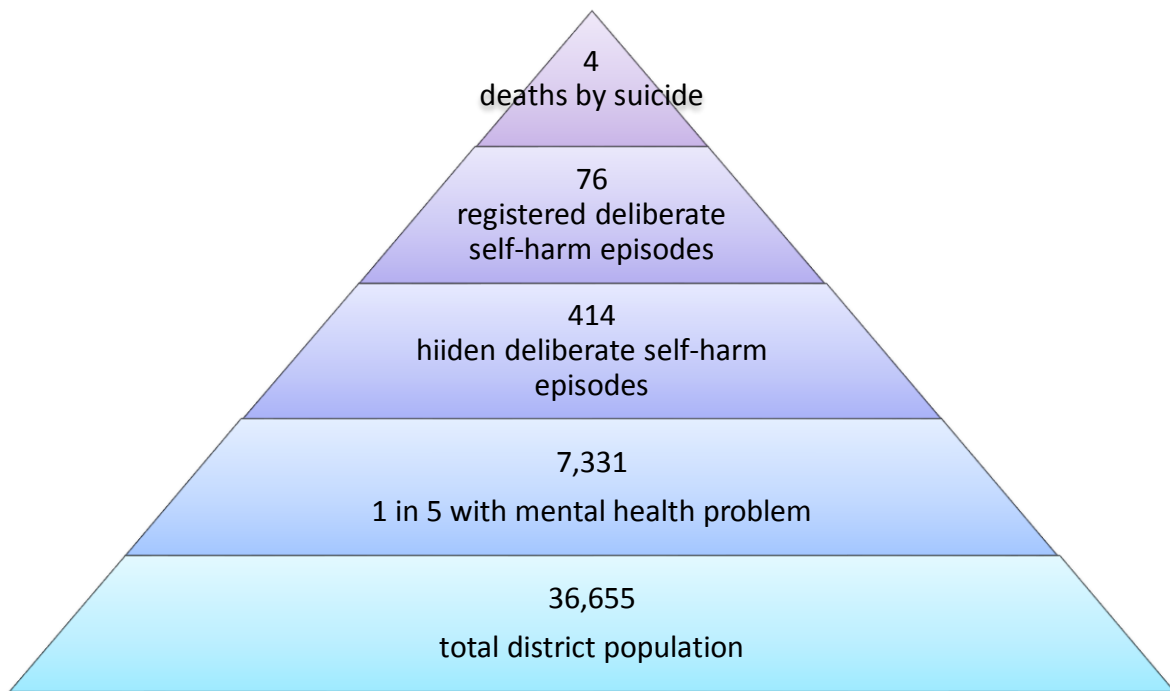 4
deaths by suicide
76
registered deliberate
self-harm episodes
414
hiiden deliberate self-harm
episodes
7,331
1 in 5 with mental health problem
36,655
total district population